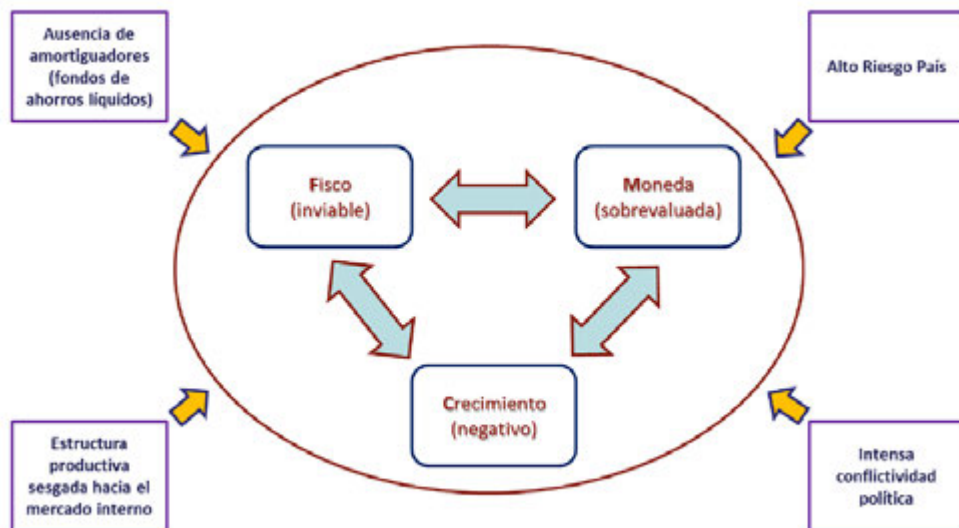 Ausencia de
amortiguadores
(fondos de
ahorros líquidos)
Alto Riesgo País
Fisco
(inviable)
Moneda
(sobrevaluada)
Crecimiento
(negativo)
Estructura
productiva
sesgada hacia el
mercado interno
Intensa
conflictividad
política